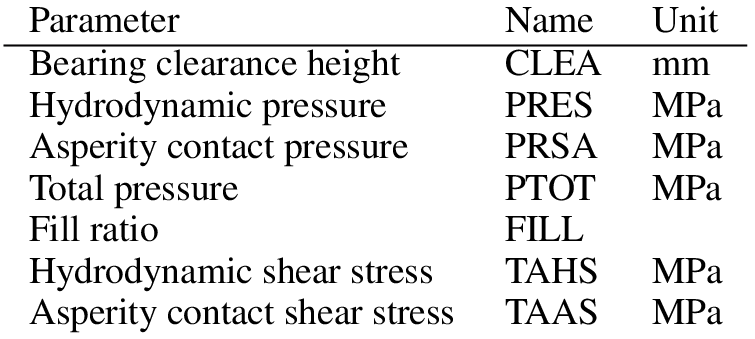 Parameter Name Unit
Bearing clearance height CLEA mm
Hydrodynamic pressure PRES MPa
Asperity contact pressure PRSA MPa
Total pressure PTOT MPa
Fill ratio FILL
Hydrodynamic shear stress TAHS MPa
Asperity contact shear stress TAAS MPa